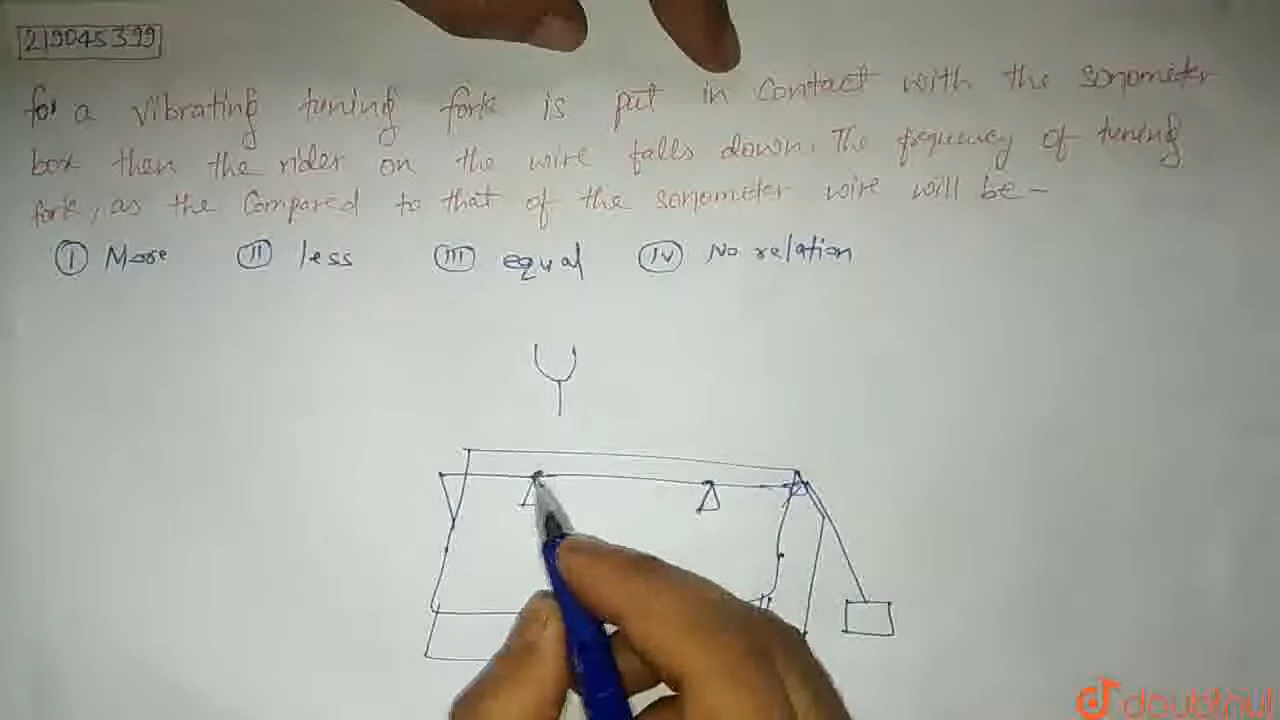 219045399
for a vibrating tuning fork is put in contact with the sonometer
box then the rider on the wire falls down. The frequency of tuning
fork, as the compared to that of the sonometer wire will be -
(I) More (II) less (III) equal (IV) No relation
doubtnut